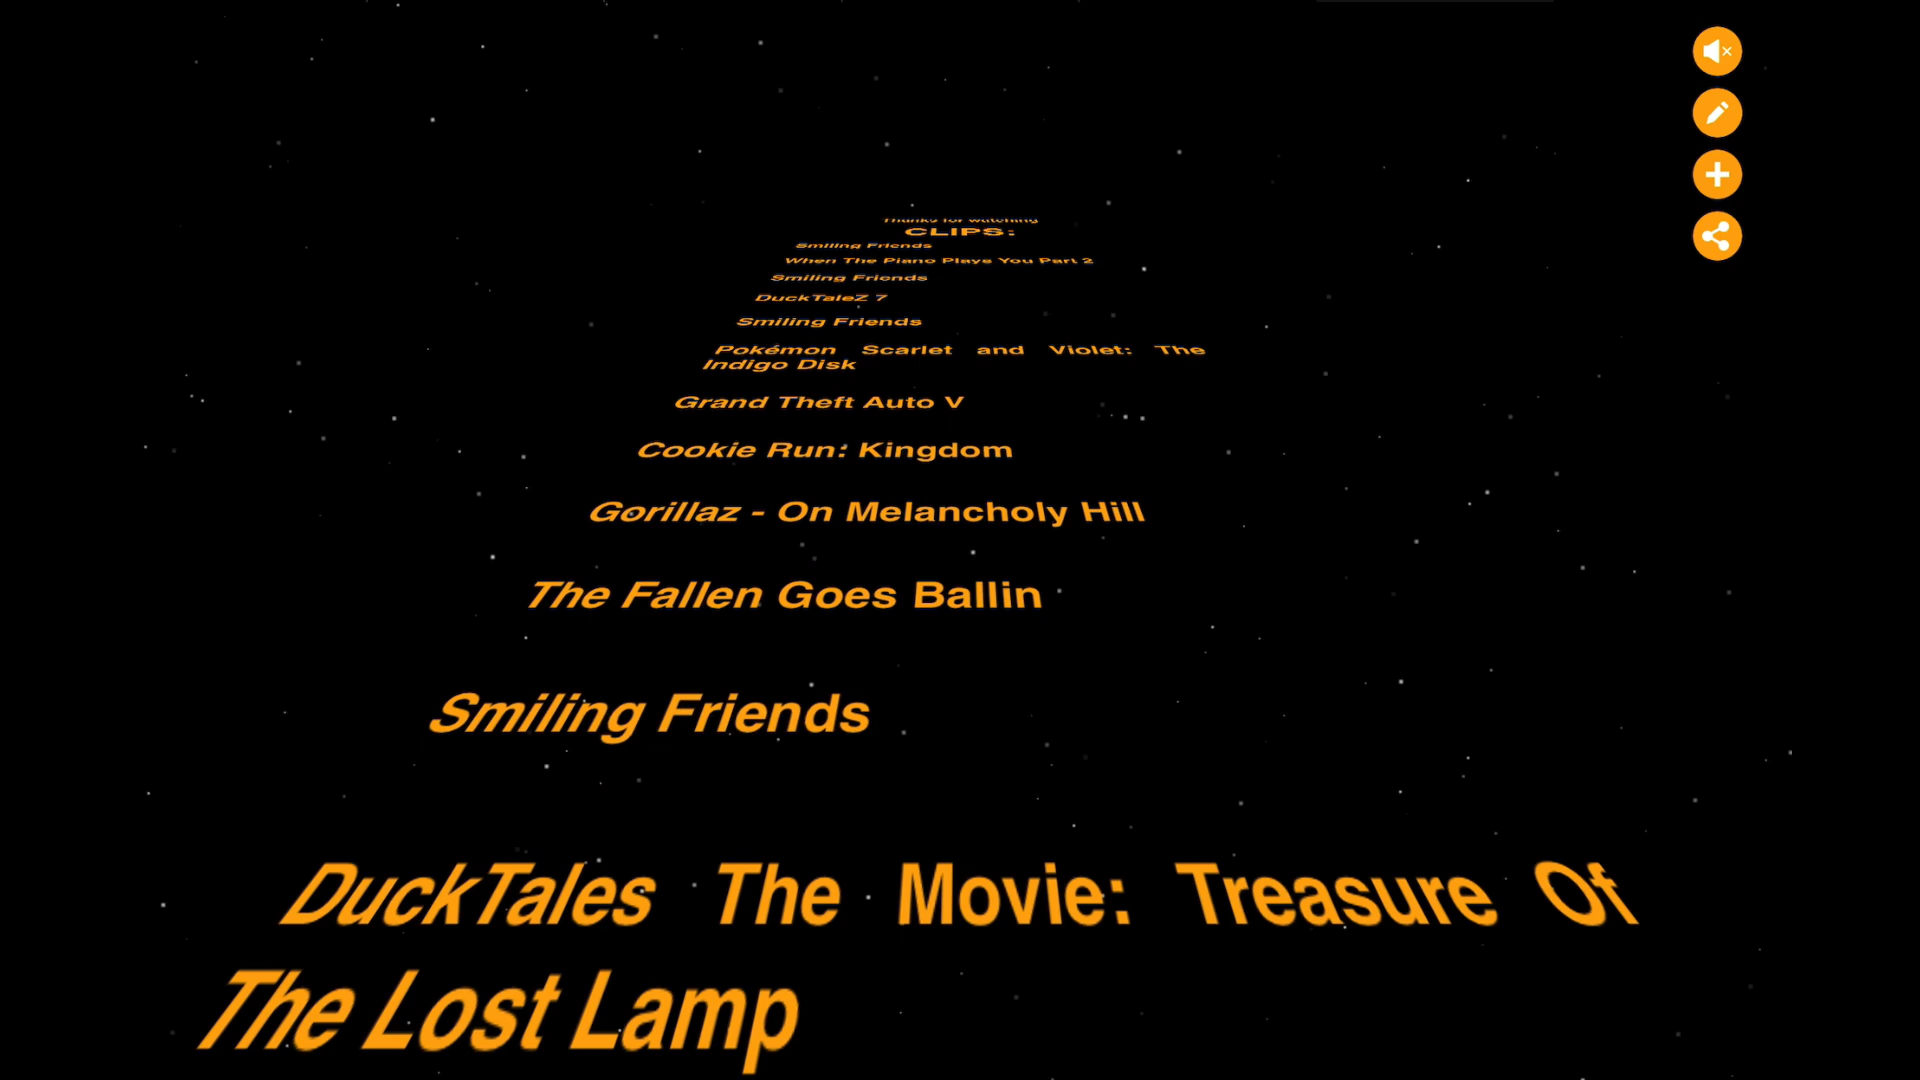 Thanks for watching
CLIPS:
Smiling Friends
When The Piano Plays You Part 2
Smiling Friends
DuckTaleZ 7
Smiling Friends
Pokémon Scarlet and Violet: The
Indigo Disk
Grand Theft Auto V
Cookie Run: Kingdom
Gorillaz - On Melancholy Hill
The Fallen Goes Ballin
Smiling Friends
DuckTales The Movie: Treasure Of
The Lost Lamp